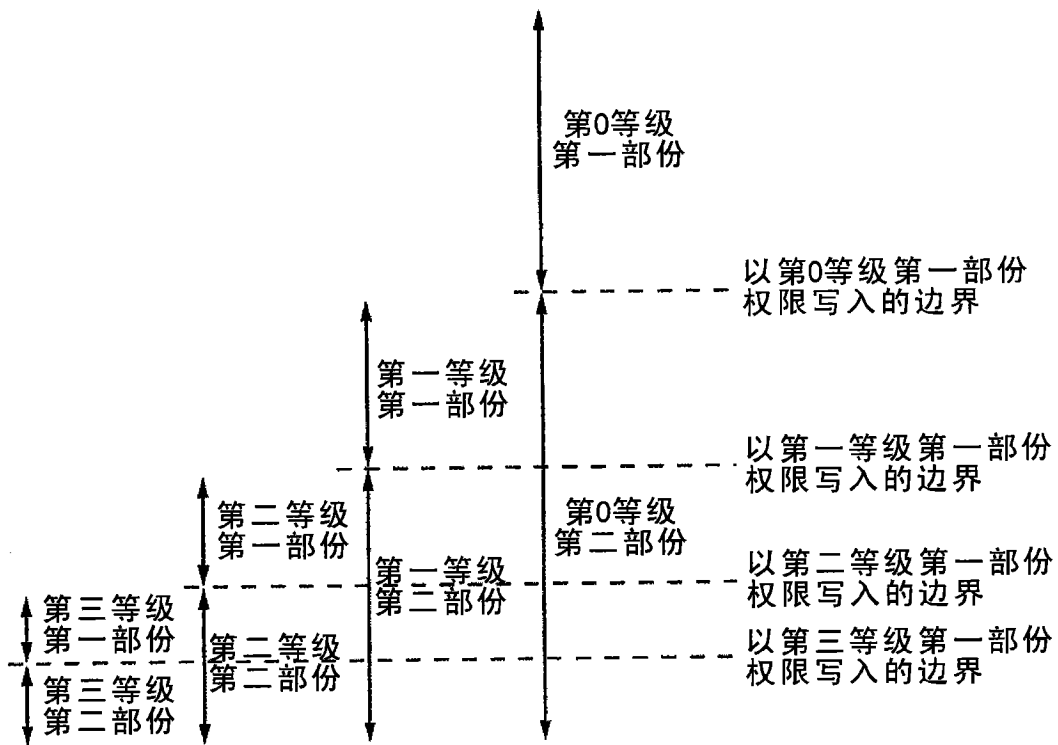 第0等级
第一部份
以第0等级第一部份
权限写入的边界
第一等级
第一部份
以第一等级第一部份
权限写入的边界
第二等级
第一部份
第0等级
第二部份
第一等级
第二部份
以第二等级第一部份
权限写入的边界
第三等级
第一部份
第二等级
第二部份
以第三等级第一部份
权限写入的边界
第三等级
第二部份